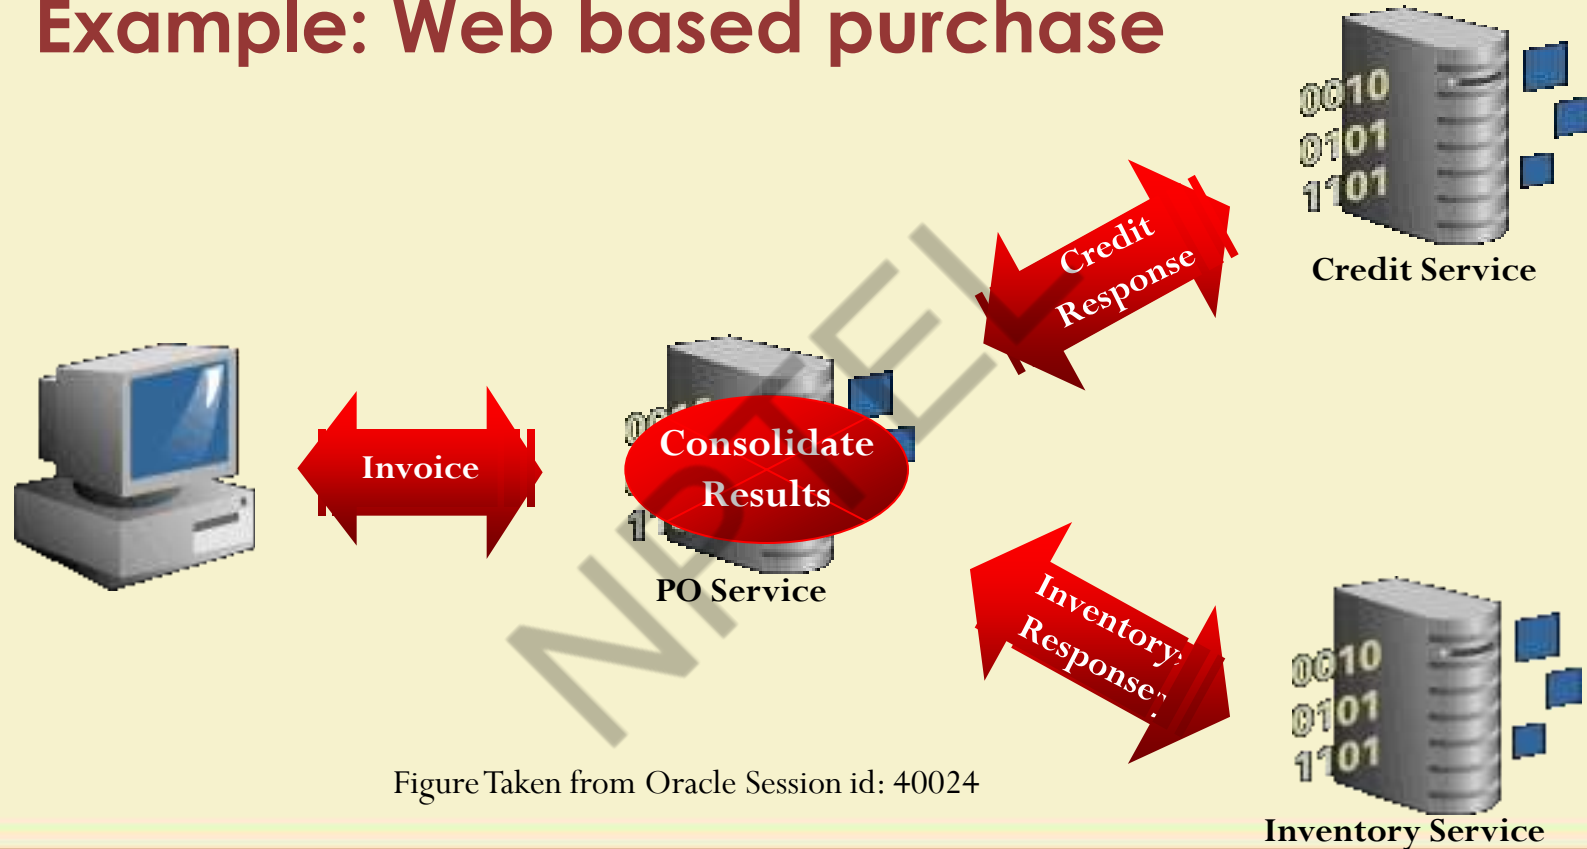 Example: Web based purchase
0010
0101
1101
Credit Service
Credit
Response
Invoice
Consolidate
Results
PO Service
Inventory
Response
0010
0101
1101
Inventory Service
Figure Taken from Oracle Session id: 40024
NPTEL